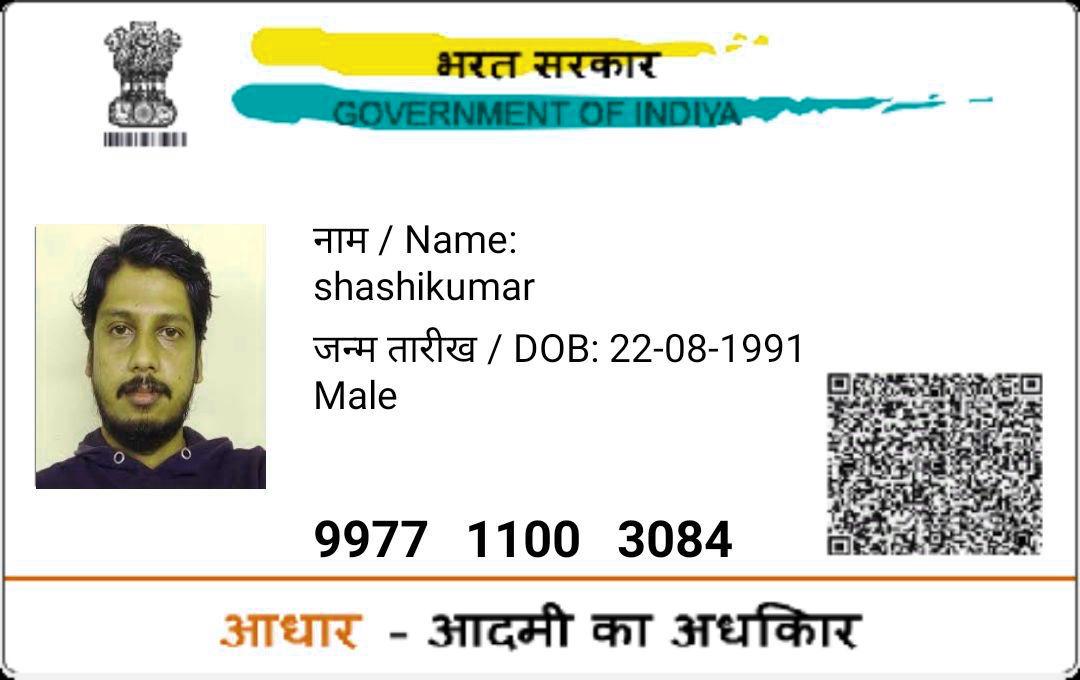 भरत सरकार
GOVERNMENT OF INDIYA
नाम / Name:
shashikumar
जन्म तारीख / DOB: 22-08-1991
Male
9977 1100 3084
आधार - आदमी का अधकिार